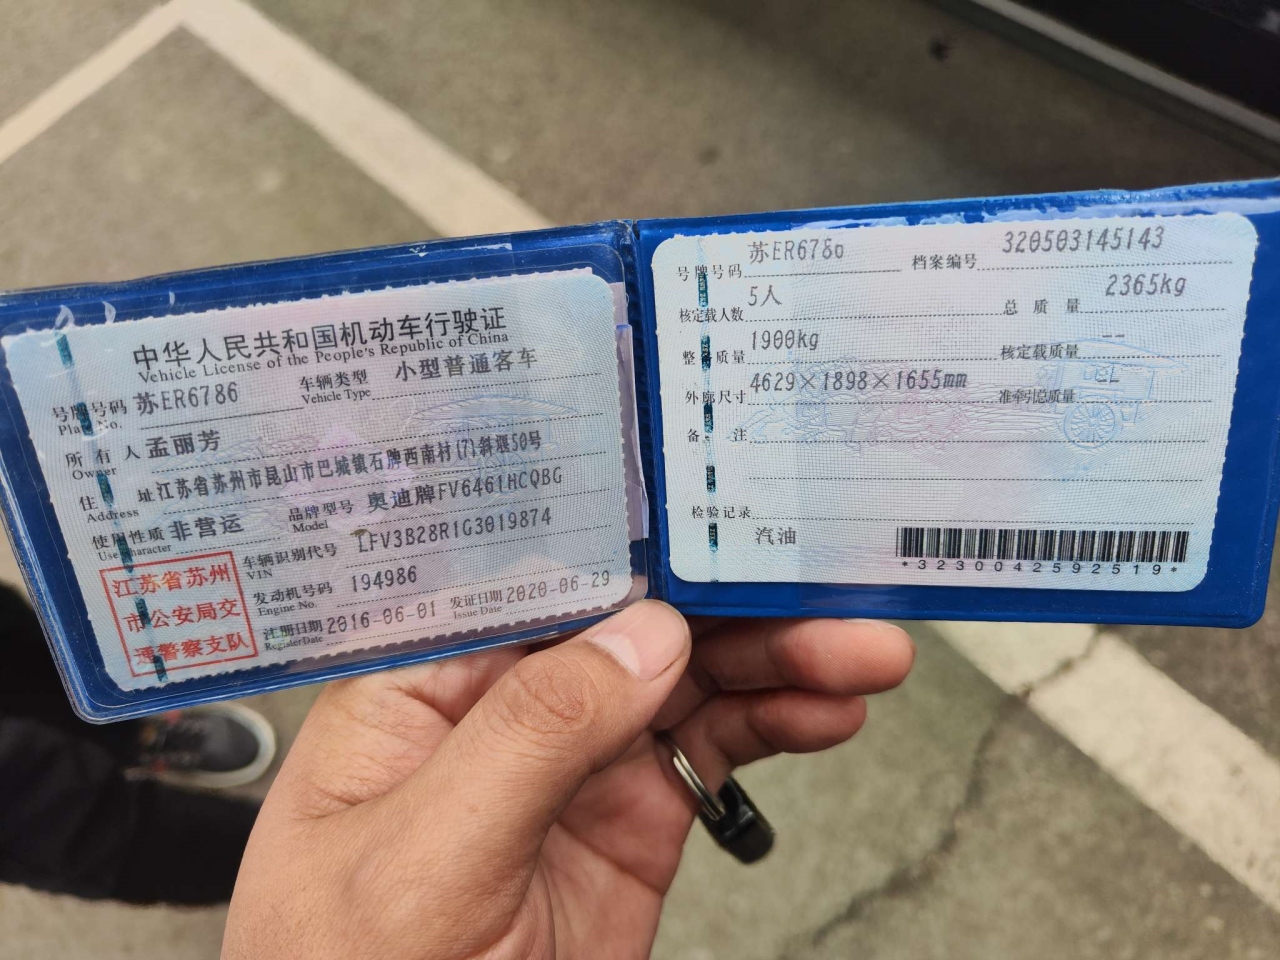 中华人民共和国机动车行驶证
Vehicle License of the People's Republic of China
号牌号码 苏ER6786 车辆类型 小型普通客车
Plate No. Vehicle Type
所有人 孟丽芳
Owner
住址 江苏省苏州市昆山市巴城镇石牌西南村(7)斜堰50号
Address
使用性质 非营运 品牌型号 奥迪牌FV6461HCQBG
Use Character Model
江苏省苏州
市公安局交
通警察支队
车辆识别代号 LFV3B28R1G3019874
VIN
发动机号码 194986
Engine No.
注册日期 2016-06-01 发证日期 2020-06-29
Register Date Issue Date
号牌号码 苏ER6786 档案编号 320503145143
核定载人数 5人 总质量 2365kg
整备质量 1900kg 核定载质量 --
外廓尺寸 4629×1898×1655mm 准牵引总质量 --
备注
检验记录
汽油
*3230042592519*